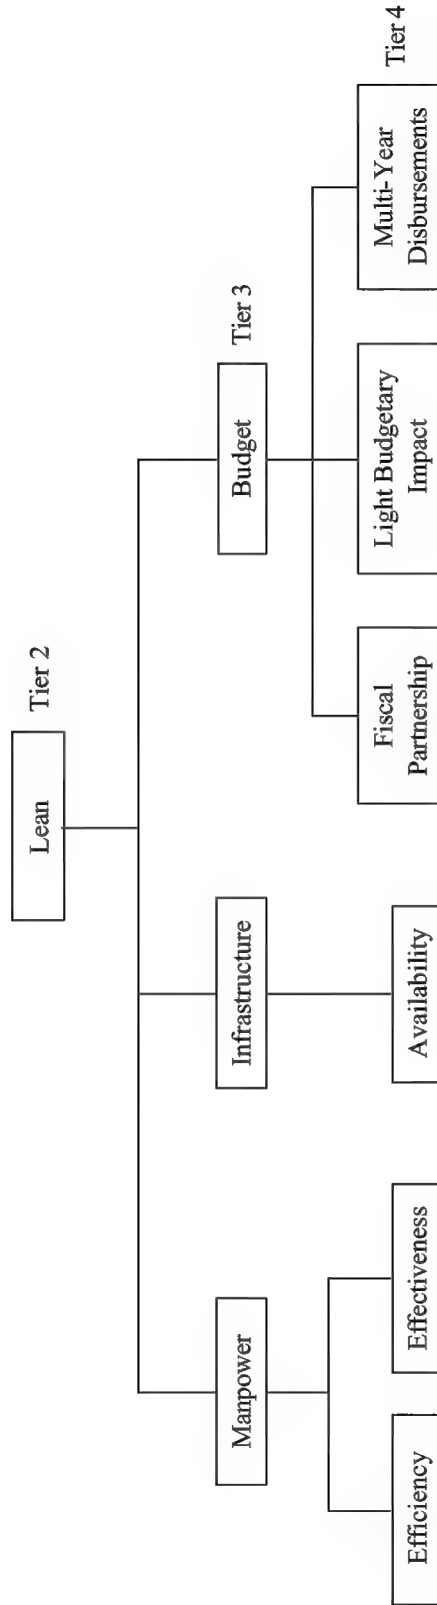 Lean
Tier 2
Manpower
Infrastructure
Budget
Tier 3
Efficiency
Effectiveness
Availability
Fiscal
Partnership
Light Budgetary
Impact
Multi-Year
Disbursements
Tier 4